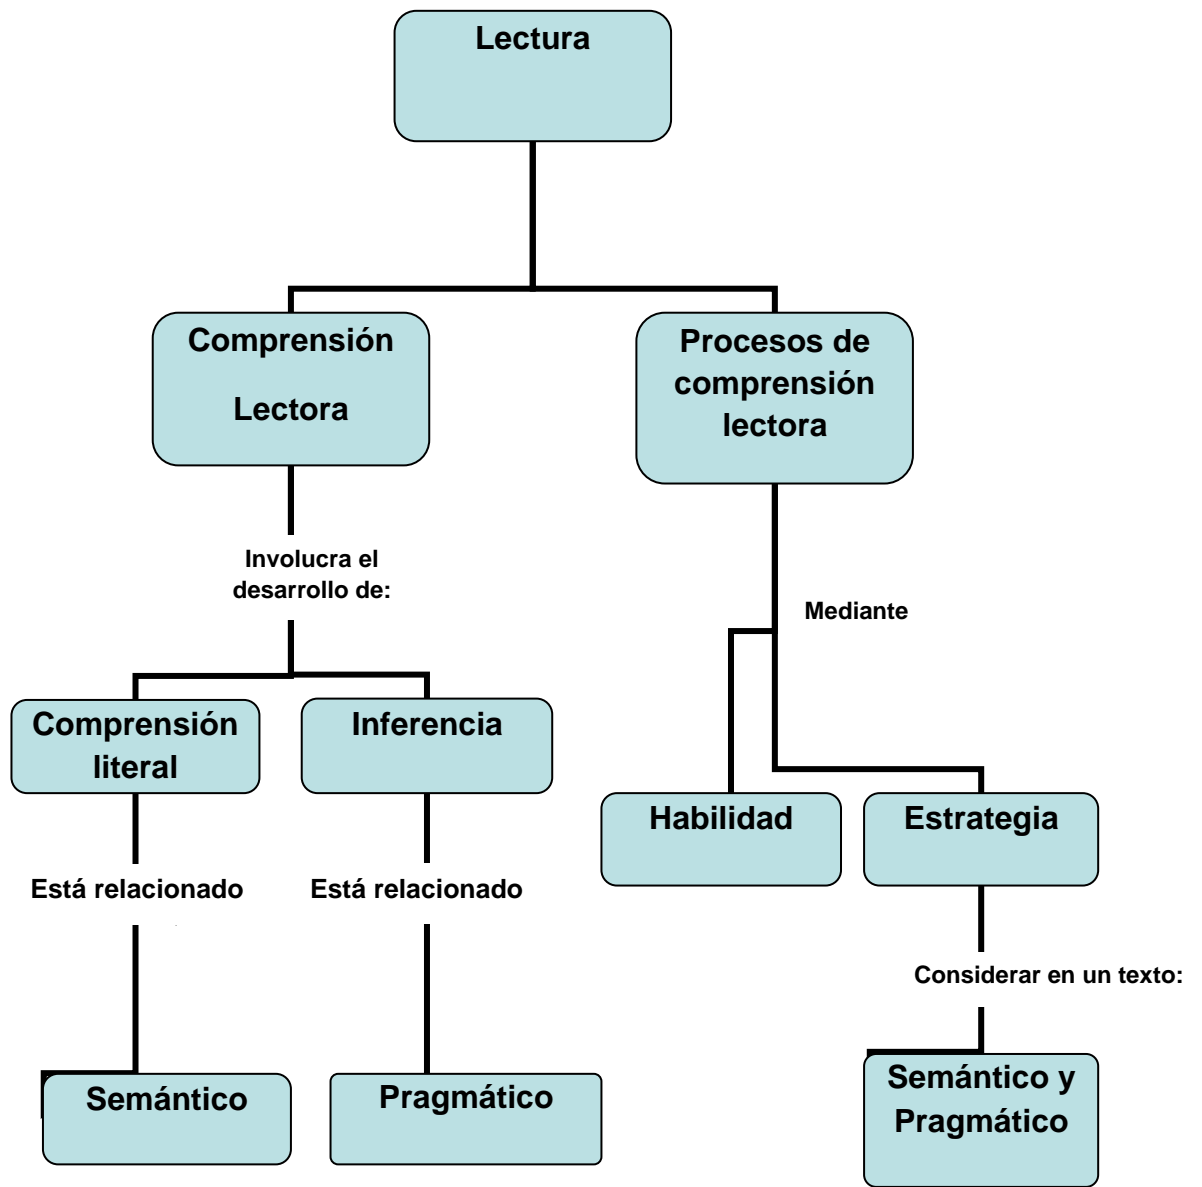 Lectura
Comprensión
Lectora
Procesos de
comprensión
lectora
Involucra el
desarrollo de:
Mediante
Comprensión
literal
Inferencia
Habilidad
Estrategia
Está relacionado
Está relacionado
Considerar en un texto:
Semántico
Pragmático
Semántico y
Pragmático